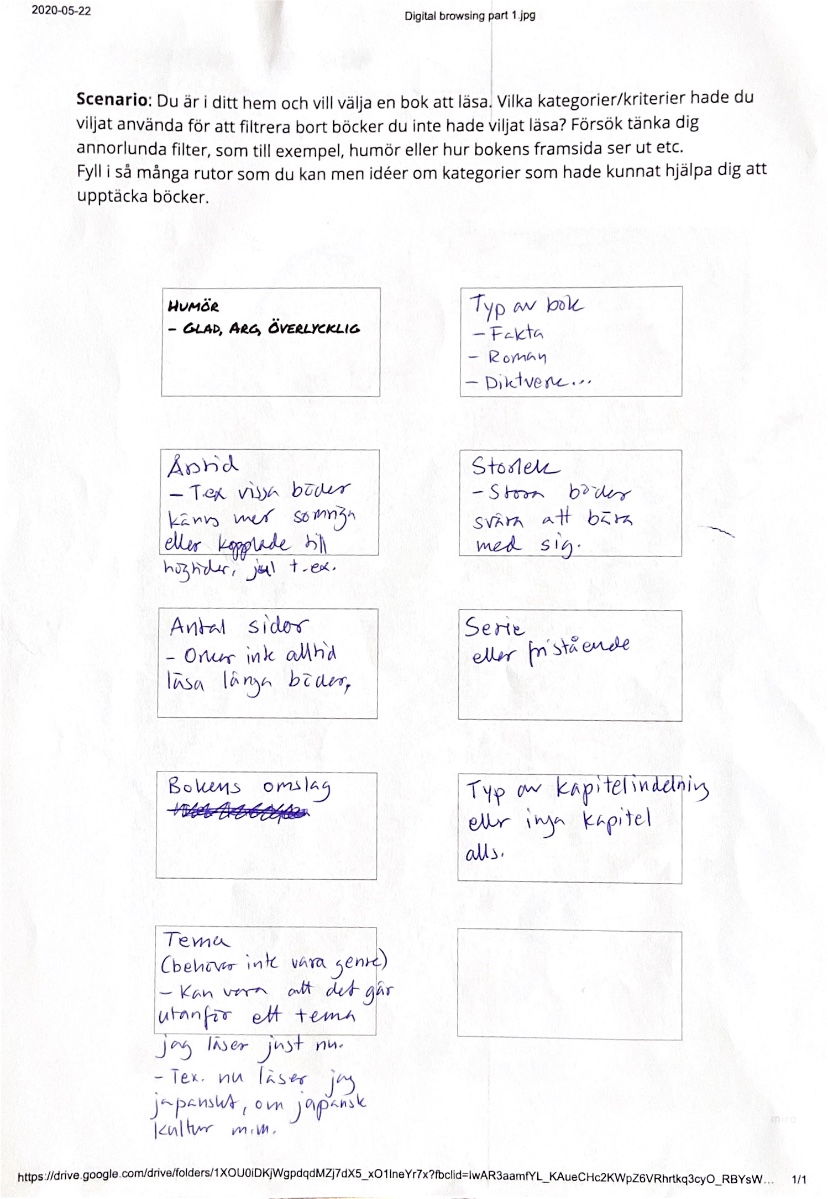 2020-05-22
Digital browsing part 1.jpg
Scenario: Du är i ditt hem och vill välja en bok att läsa. Vilka kategorier/kriterier hade du
viljat använda för att filtrera bort böcker du inte hade viljat läsa? Försök tänka dig
annorlunda filter, som till exempel, humör eller hur bokens framsida ser ut etc.
Fyll i så många rutor som du kan men idéer om kategorier som hade kunnat hjälpa dig att
upptäcka böcker.
HUMÖR
- GLAD, ARG, ÖVERLYCKLIG
Typ av bok
- Fakta
- Roman
- Diktverk...
Årstid
- Tex vissa böcker
känns mer somriga
eller kopplade till
högtider, jul t.ex.
Storlek
- Stora böcker
svåra att bära
med sig.
Antal sidor
- Orkar inte alltid
läsa långa böcker,
Serie
eller fristående
Bokens omslag
Typ av kapitelindelning
eller inga kapitel
alls.
Tema
(behöver inte vara genre)
- Kan vara att det går
utanför ett tema
jag läser just nu.
- Tex. nu läser jag
japanskt, om japansk
kultur m.m.
miro
https://drive.google.com/drive/folders/1XOU0iDKjWgpdqdMZj7dX5_xO1IneYr7x?fbclid=IwAR3aamfYL_KAueCHc2KWpZ6VRhrtkq3cyO_RBYsW... 1/1